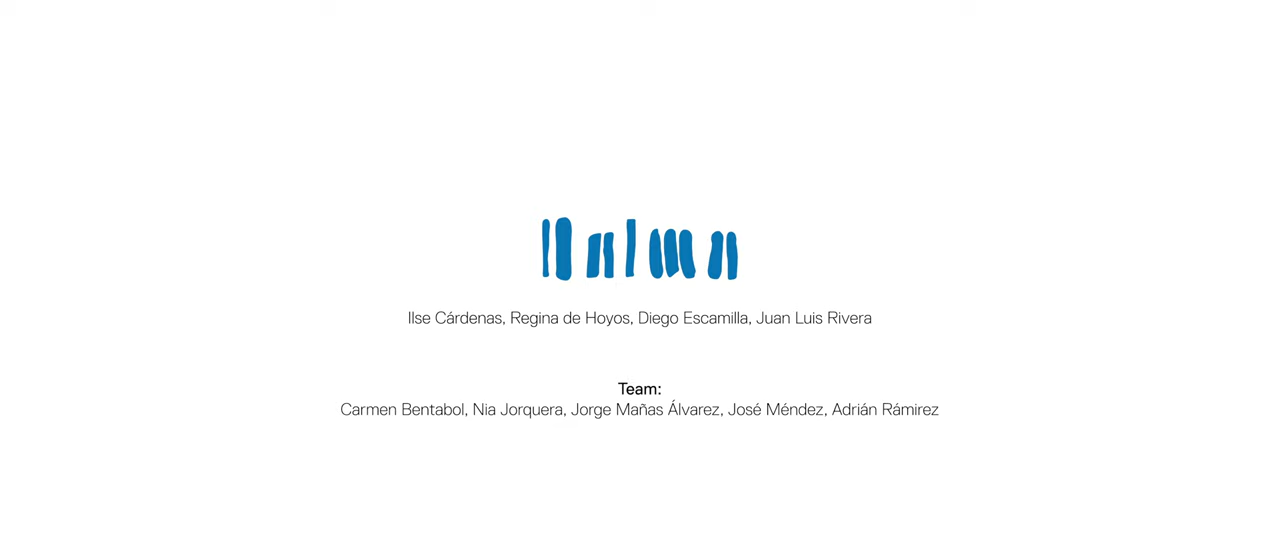 Palma
Ilse Cárdenas, Regina de Hoyos, Diego Escamilla, Juan Luis Rivera
Team:
Carmen Bentabol, Nia Jorquera, Jorge Mañas Álvarez, José Méndez, Adrián Rámirez